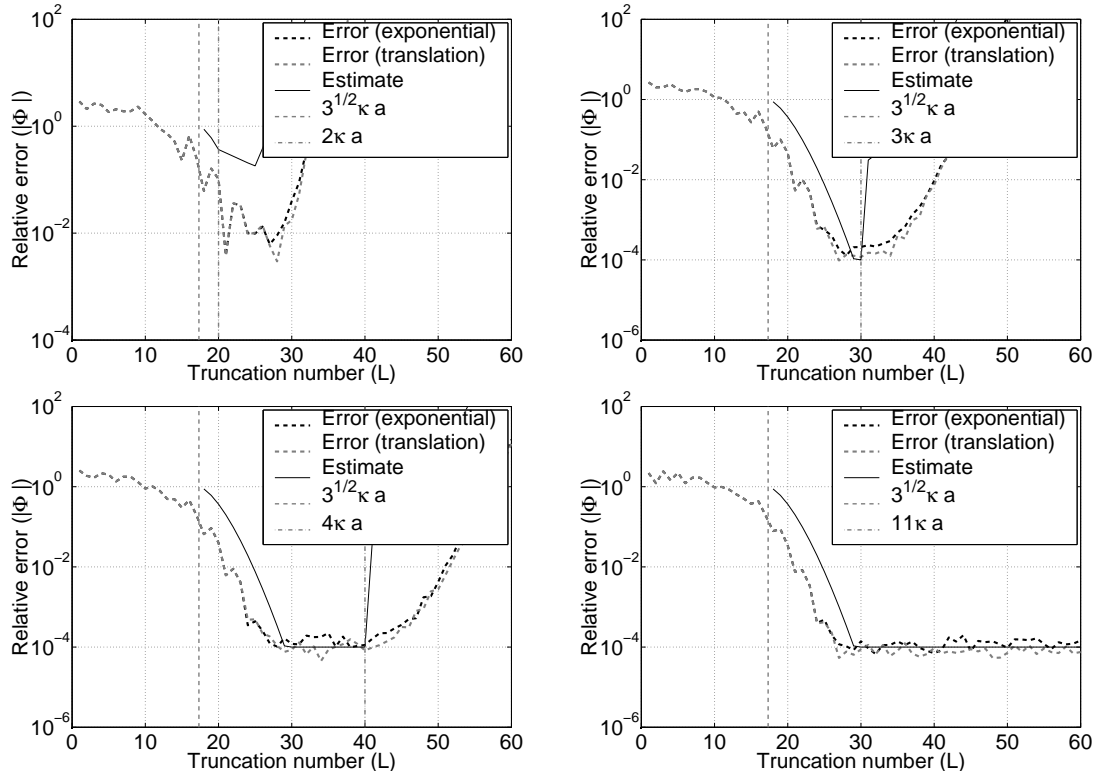 10^2
10^0
10^-2
10^-4
Relative error (|Φ|)
Error (exponential)
Error (translation)
Estimate
3^1/2κ a
2κ a
0 10 20 30 40 50 60
Truncation number (L)
10^2
10^0
10^-2
10^-4
10^-6
Relative error (|Φ|)
Error (exponential)
Error (translation)
Estimate
3^1/2κ a
3κ a
0 10 20 30 40 50 60
Truncation number (L)
10^2
10^0
10^-2
10^-4
10^-6
Relative error (|Φ|)
Error (exponential)
Error (translation)
Estimate
3^1/2κ a
4κ a
0 10 20 30 40 50 60
Truncation number (L)
10^2
10^0
10^-2
10^-4
10^-6
Relative error (|Φ|)
Error (exponential)
Error (translation)
Estimate
3^1/2κ a
11κ a
0 10 20 30 40 50 60
Truncation number (L)